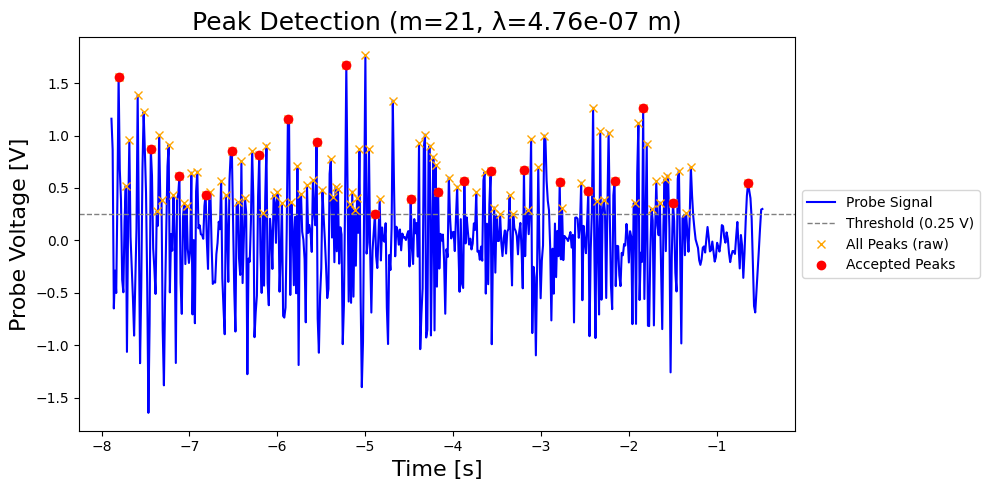 Peak Detection (m=21, λ=4.76e-07 m)
Probe Voltage [V]
1.5
1.0
0.5
0.0
−0.5
−1.0
−1.5
−8
−7
−6
−5
−4
−3
−2
−1
Time [s]
Probe Signal
Threshold (0.25 V)
All Peaks (raw)
Accepted Peaks